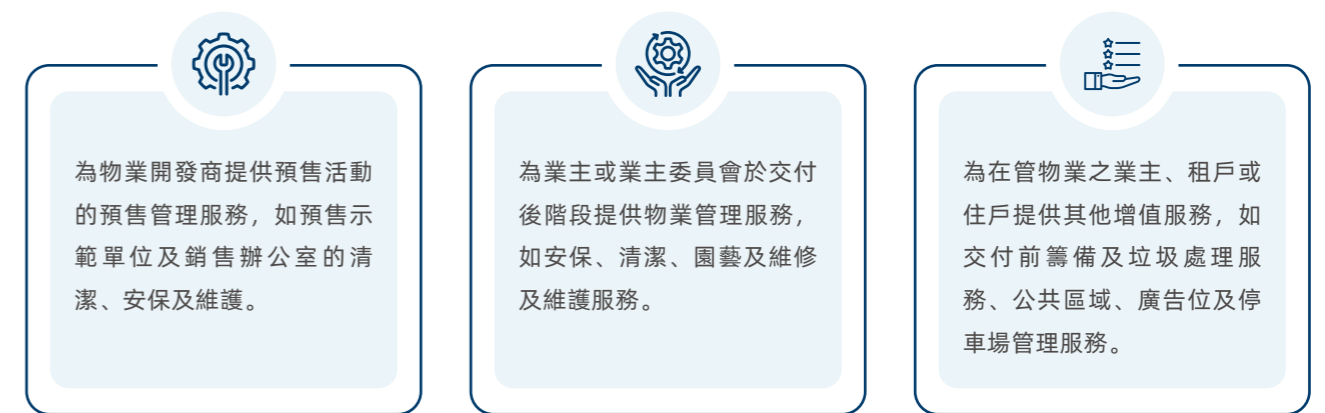 為物業開發商提供預售活動
的預售管理服務，如預售示
範單位及銷售辦公室的清
潔、安保及維護。
為業主或業主委員會於交付
後階段提供物業管理服務，
如安保、清潔、園藝及維修
及維護服務。
為在管物業之業主、租戶或
住戶提供其他增值服務，如
交付前籌備及垃圾處理服
務、公共區域、廣告位及停
車場管理服務。